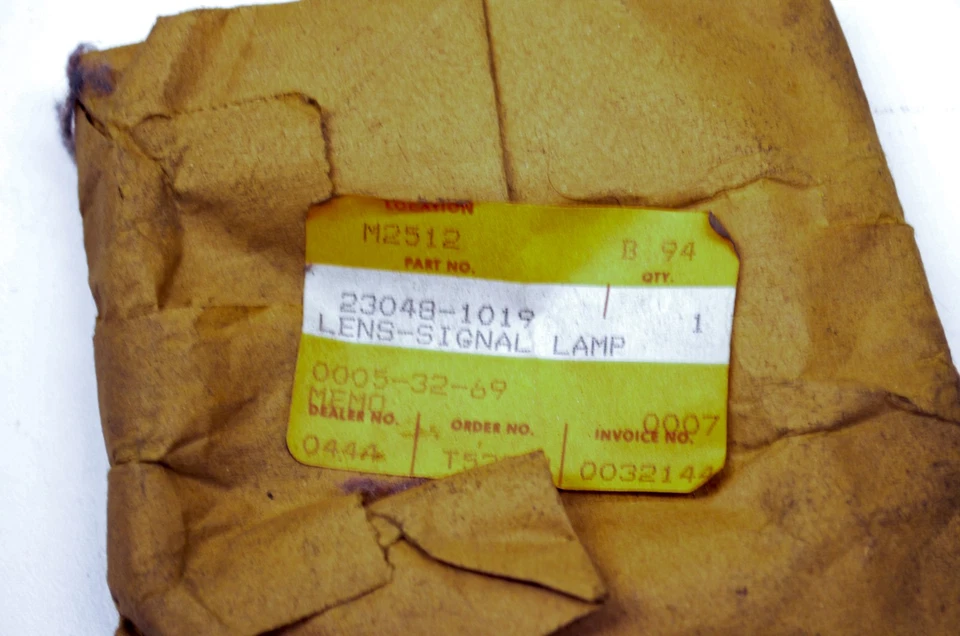 LOCATION
M2512 B 94
PART NO. QTY.
23048-1019 1
LENS-SIGNAL LAMP
0005-32-69
MEMO 0007
DEALER NO. ORDER NO. INVOICE NO.
0444 0032144